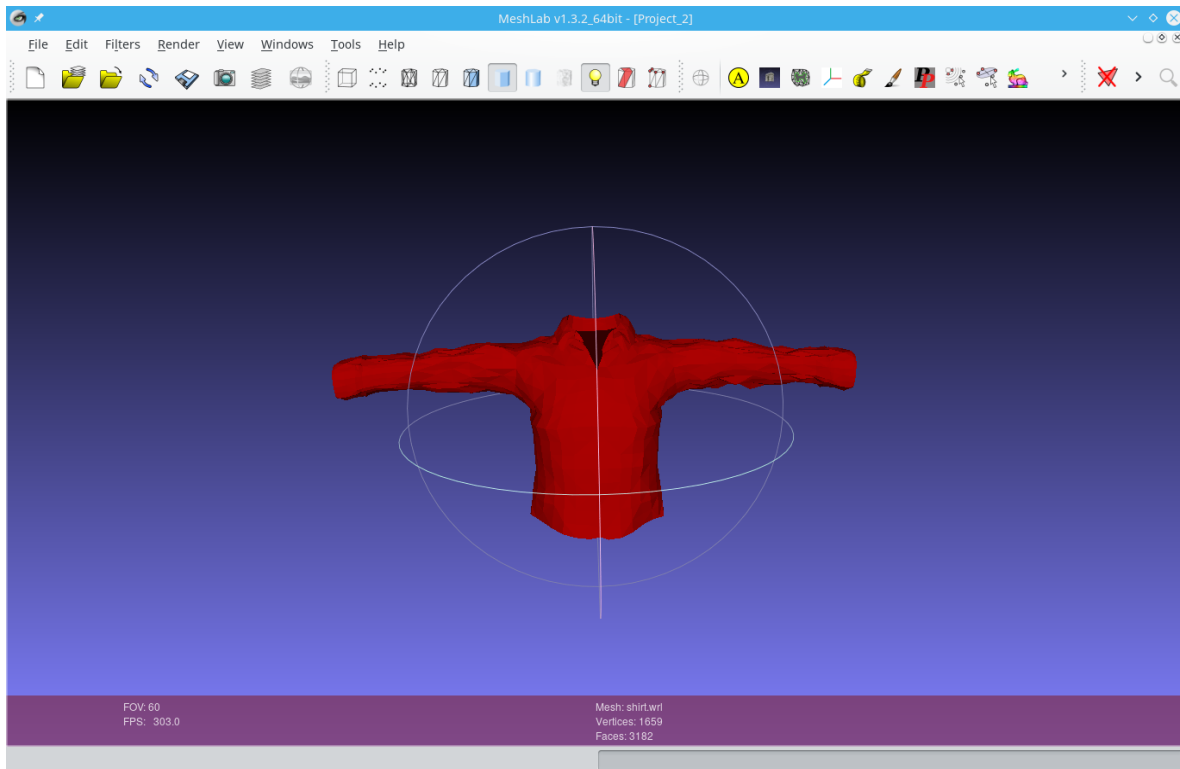 MeshLab v1.3.2_64bit - [Project_2]
File Edit Filters Render View Windows Tools Help
A
PP
FOV: 60
FPS: 303.0
Mesh: shirt.wrl
Vertices: 1659
Faces: 3182